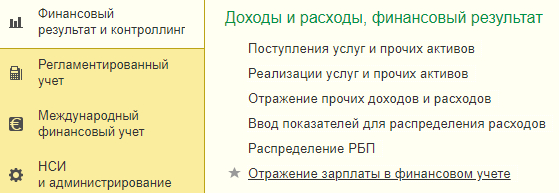 Финансовый
результат и контроллинг
Регламентированный
учет
Международный
финансовый учет
НСИ
и администрирование
Доходы и расходы, финансовый результат
Поступления услуг и прочих активов
Реализации услуг и прочих активов
Отражение прочих доходов и расходов
Ввод показателей для распределения расходов
Распределение РБП
Отражение зарплаты в финансовом учете